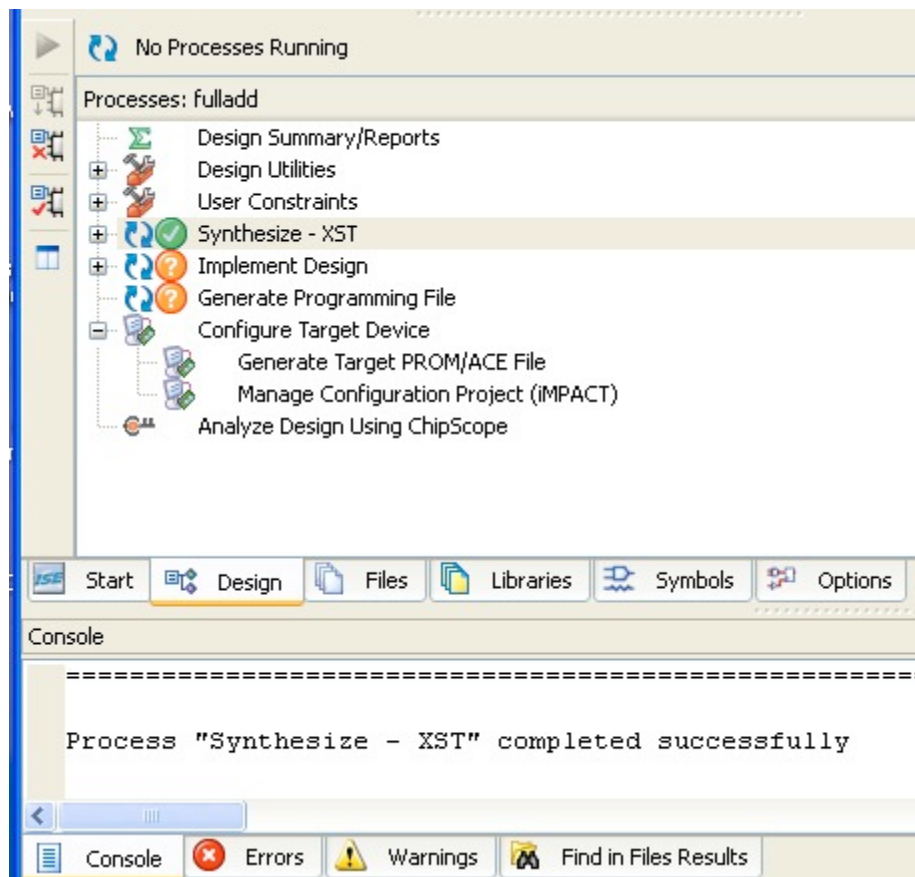 No Processes Running
Processes: fulladd
Design Summary/Reports
Design Utilities
User Constraints
Synthesize - XST
Implement Design
Generate Programming File
Configure Target Device
Generate Target PROM/ACE File
Manage Configuration Project (iMPACT)
Analyze Design Using ChipScope
ISE Start Design Files Libraries Symbols Options
Console
=====================================================
Process "Synthesize - XST" completed successfully
Console Errors Warnings Find in Files Results